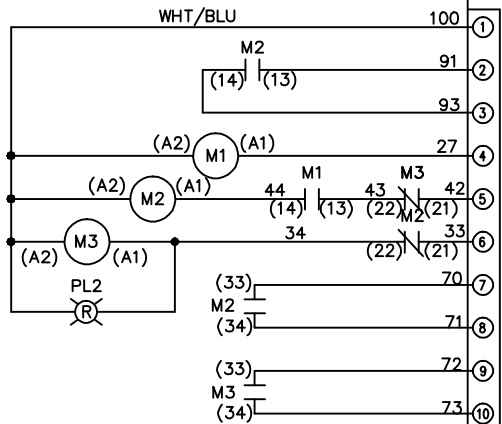 WHT/BLU 100 1
M2 91 2
(14) (13)
93 3
(A2) M1 (A1) 27 4
(A2) M2 (A1) 44 M1 43 M3 42 5
(14) (13) (22) (21)
M3 34 M2 33 6
(A2) (A1) (22) (21)
PL2 (33) 70 7
R M2
(34) 71 8
(33) 72 9
M3
(34) 73 10